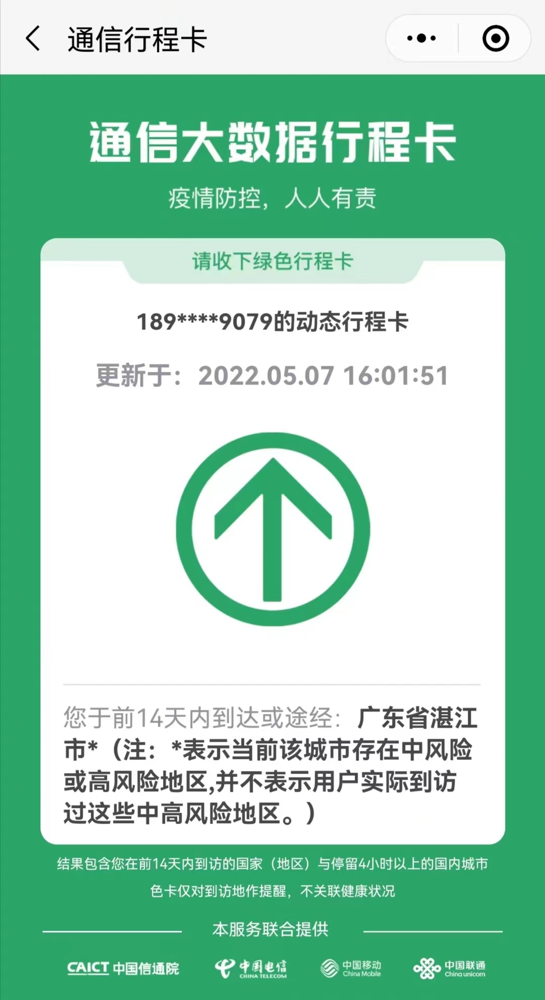 通信行程卡
通信大数据行程卡
疫情防控，人人有责
请收下绿色行程卡
189****9079的动态行程卡
更新于：2022.05.07 16:01:51
您于前14天内到达或途经：广东省湛江
市*（注：*表示当前该城市存在中风险
或高风险地区,并不表示用户实际到访
过这些中高风险地区。）
结果包含您在前14天内到访的国家（地区）与停留4小时以上的国内城市
色卡仅对到访地作提醒，不关联健康状况
本服务联合提供
CAICT 中国信通院
中国电信
CHINA TELECOM
中国移动
China Mobile
中国联通
China unicom